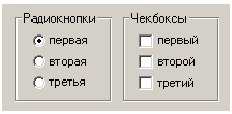 Радиокнопки
первая
вторая
третья
Чекбоксы
первый
второй
третий